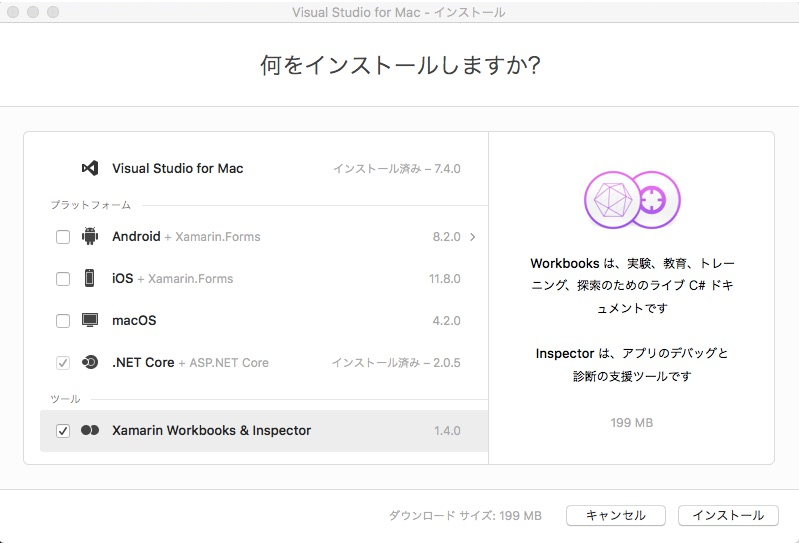 Visual Studio for Mac - インストール
何をインストールしますか?
Visual Studio for Mac インストール済み – 7.4.0
プラットフォーム
Android + Xamarin.Forms 8.2.0
iOS + Xamarin.Forms 11.8.0
macOS 4.2.0
.NET Core + ASP.NET Core インストール済み – 2.0.5
ツール
Xamarin Workbooks & Inspector 1.4.0
Workbooks は、実験、教育、トレー
ニング、探索のためのライブ C# ドキ
ュメントです
Inspector は、アプリのデバッグと
診断の支援ツールです
199 MB
ダウンロード サイズ: 199 MB キャンセル インストール